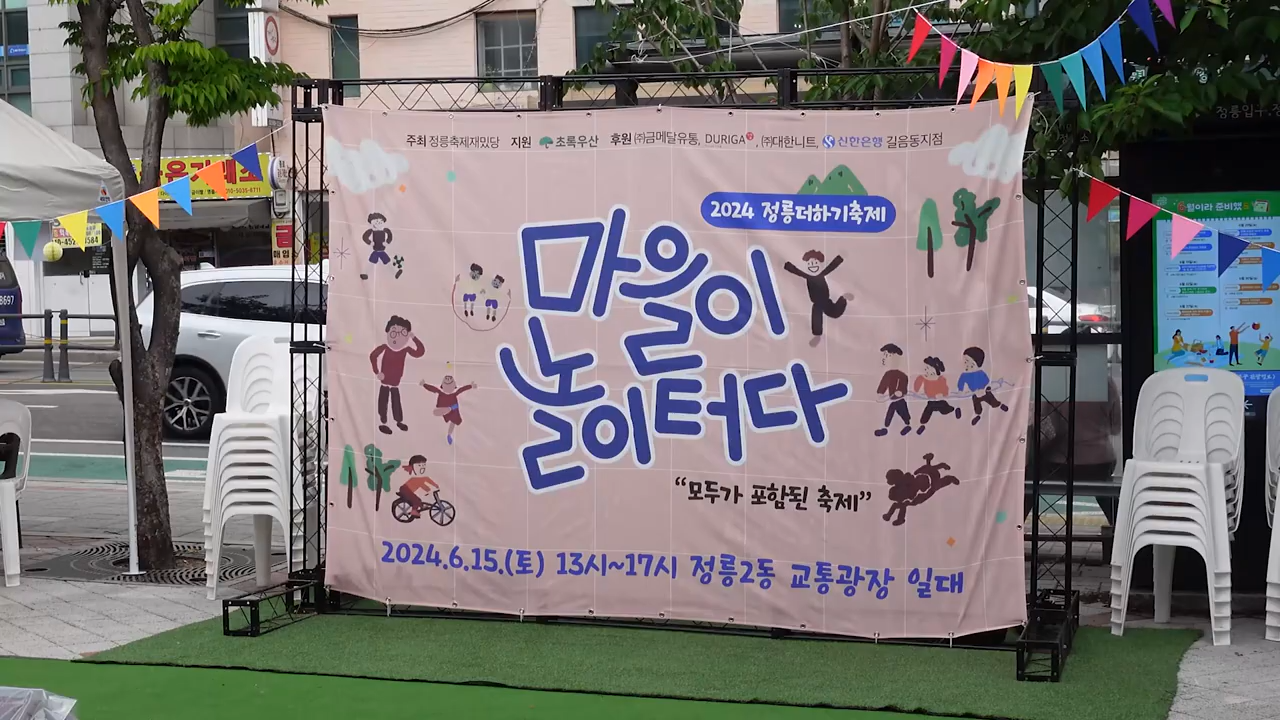 주최 정릉축제재밌당 지원 초록우산 후원 ㈜금메달유통, DURIGA, ㈜대한니트, 신한은행 길음동지점
2024 정릉더하기축제
마을이
놀이터다
“모두가 포함된 축제”
2024.6.15.(토) 13시~17시 정릉2동 교통광장 일대